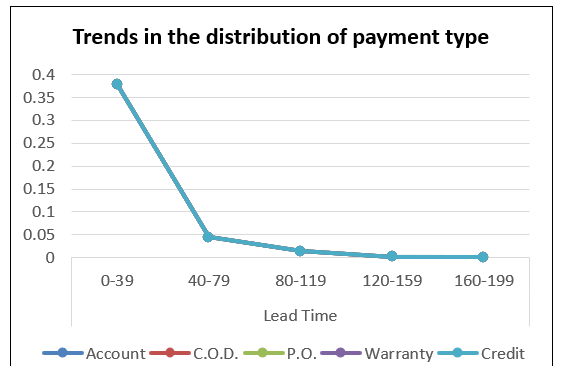 Trends in the distribution of payment type
0.4
0.35
0.3
0.25
0.2
0.15
0.1
0.05
0
0-39 40-79 80-119 120-159 160-199
Lead Time
Account C.O.D. P.O. Warranty Credit